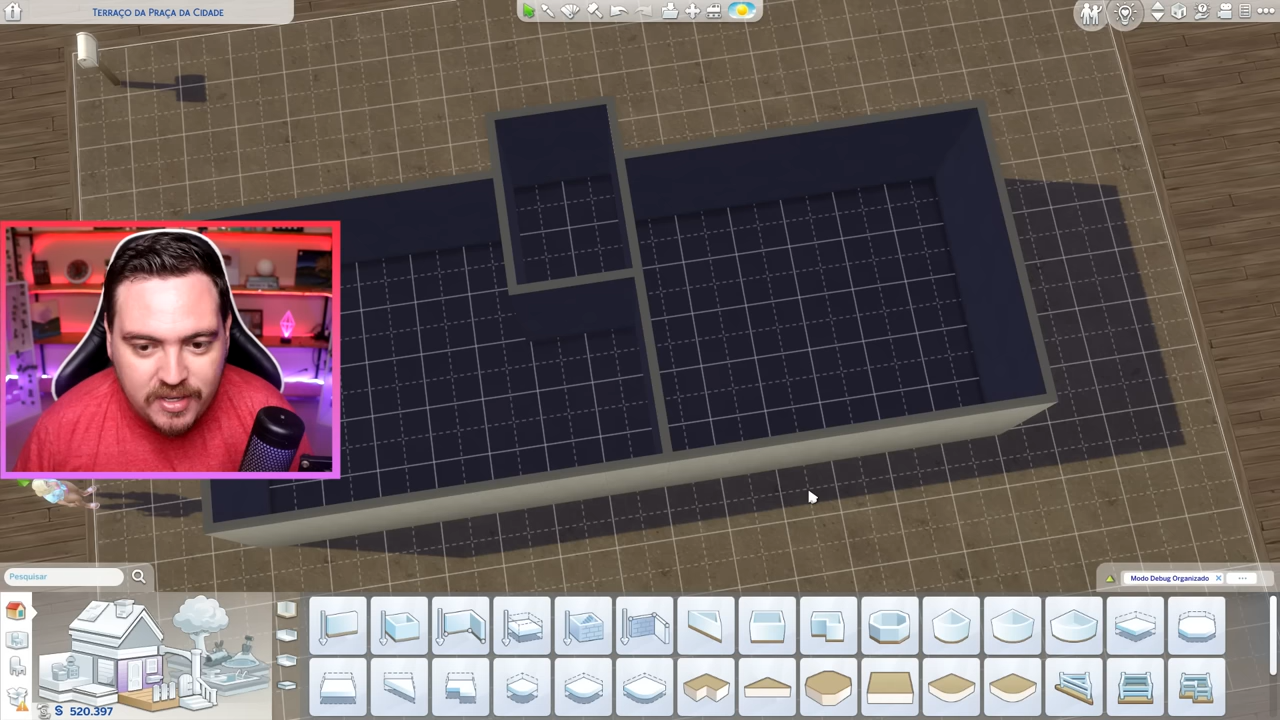 TERRAÇO DA PRAÇA DA CIDADE
Pesquisar
Modo Debug Organizado
S 520.397